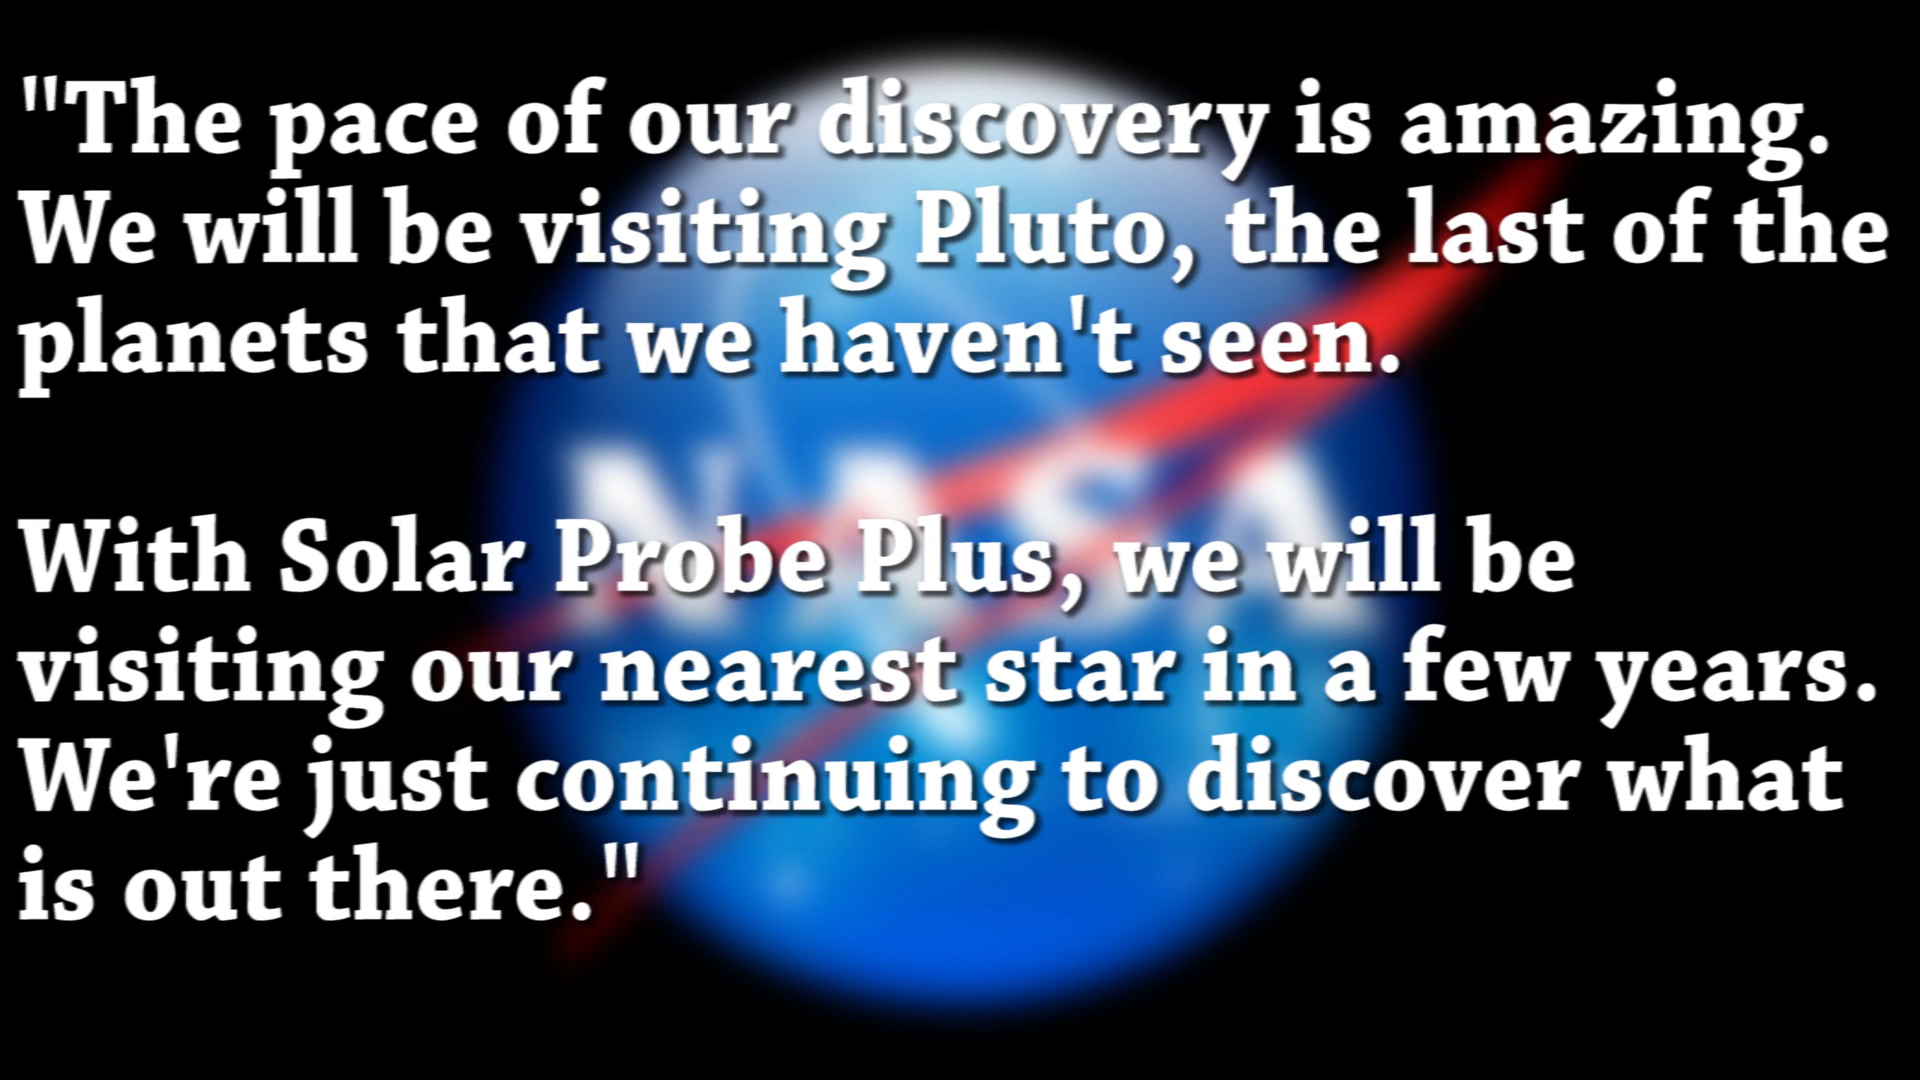 "The pace of our discovery is amazing.
We will be visiting Pluto, the last of the
planets that we haven't seen.
NASA
With Solar Probe Plus, we will be
visiting our nearest star in a few years.
We're just continuing to discover what
is out there."